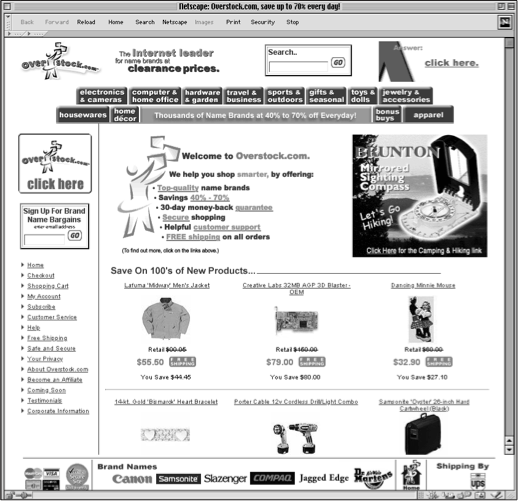 Netscape: Overstock.com, save up to 70% every day!
Back Forward Reload Home Search Netscape Images Print Security Stop
N
Overstock.com
The Internet leader
for name brands at
clearance prices.
Search..
GO
Answer:
click here.
electronics & cameras
computer & home office
hardware & garden
travel & business
sports & outdoors
gifts & seasonal
toys & dolls
jewelry & accessories
housewares
home décor
Thousands of Name Brands at 40% to 70% off Everyday!
bonus buys
apparel
Overstock.com
click here
Sign Up For Brand
Name Bargains
enter email address
GO
Home
Checkout
Shopping Cart
My Account
Subscribe
Customer Service
Help
Free Shipping
Safe and Secure
Your Privacy
About Overstock.com
Become an Affiliate
Coming Soon
Testimonials
Corporate Information
Welcome to Overstock.com.
We help you shop smarter, by offering:
• Top-quality name brands
• Savings 40% - 70%
• 30-day money-back guarantee
• Secure shopping
• Helpful customer support
• FREE shipping on all orders
(To find out more, click on the links above.)
BRUNTON
Mirrored
Sighting
Compass
Let's Go
Hiking!
Click Here for the Camping & Hiking link
Save On 100's of New Products...
Lafuma 'Midway' Men's Jacket
Retail $00.05
$55.50 FREE SHIPPING
You Save $44.45
Creative Labs 32MB AGP 3D Blaster - OEM
Retail $160.00
$79.00 FREE SHIPPING
You Save $80.00
Dancing Minnie Mouse
Retail $60.00
$32.90 FREE SHIPPING
You Save $27.10
14-kt. Gold 'Bismarck' Heart Bracelet
Porter Cable 12v Cordless Drill/Light Combo
Samsonite 'Oyster' 26-inch Hard
Cartwheel (Black)
VISA
Brand Names
Canon Samsonite Slazenger COMPAQ Jagged Edge Dr. Martens
Home
Shipping By
ups